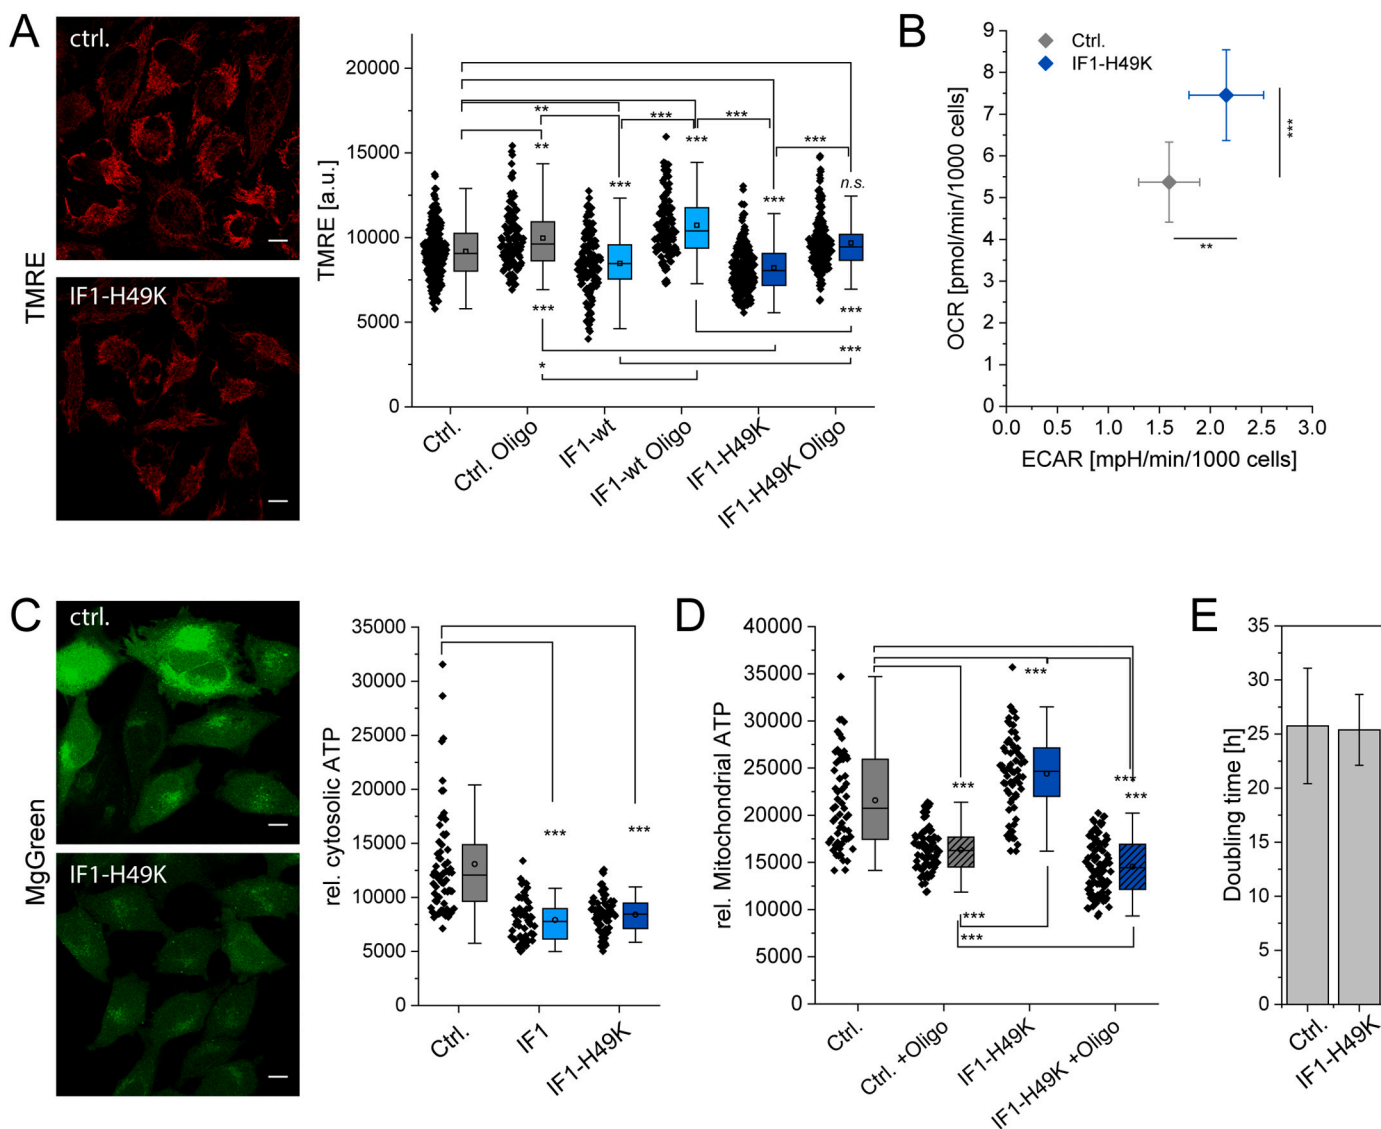 A
ctrl.
IF1-H49K
TMRE
TMRE [a.u.]
20000
15000
10000
5000
0
**
**
***
***
***
***
***
***
n.s.
***
***
***
*
***
Ctrl.
Ctrl. Oligo
IF1-wt
IF1-wt Oligo
IF1-H49K
IF1-H49K Oligo
B
Ctrl.
IF1-H49K
OCR [pmol/min/1000 cells]
9
8
7
6
5
4
3
2
1
0
***
**
0.0 0.5 1.0 1.5 2.0 2.5 3.0
ECAR [mpH/min/1000 cells]
C
ctrl.
IF1-H49K
MgGreen
rel. cytosolic ATP
35000
30000
25000
20000
15000
10000
5000
0
***
***
Ctrl.
IF1
IF1-H49K
D
rel. Mitochondrial ATP
40000
35000
30000
25000
20000
15000
10000
5000
0
***
***
***
***
***
***
Ctrl.
Ctrl. +Oligo
IF1-H49K
IF1-H49K +Oligo
E
Doubling time [h]
35
30
25
20
15
10
5
0
Ctrl.
IF1-H49K